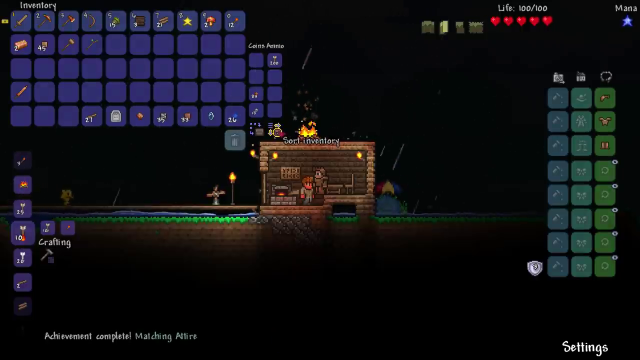 Inventory
Life: 100/100
Mana
Coins Ammo
Sort inventory
Crafting
Achievement complete! Matching Attire
Settings